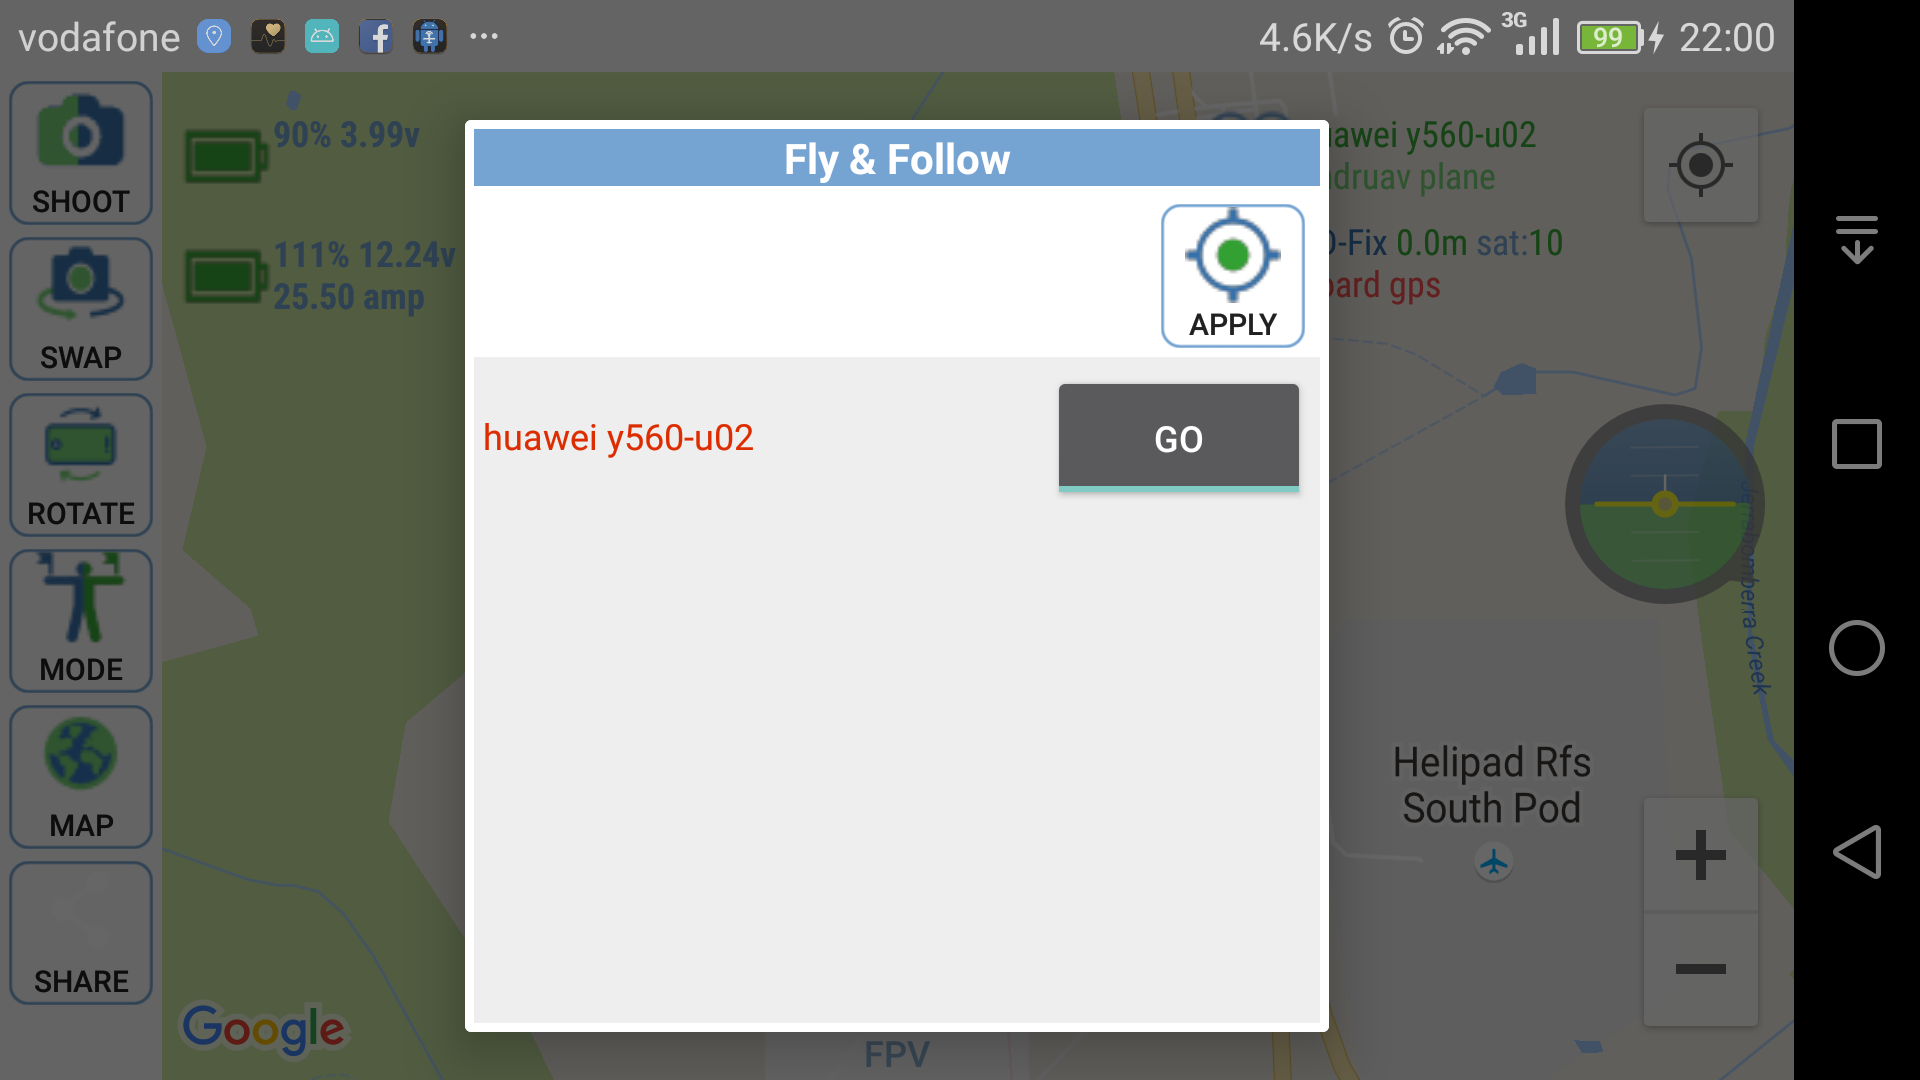 vodafone
4.6K/s 3G 99 22:00
SHOOT
SWAP
ROTATE
MODE
MAP
SHARE
90% 3.99v
111% 12.24v
25.50 amp
Fly & Follow
APPLY
huawei y560-u02
GO
awei y560-u02
druav plane
-Fix 0.0m sat:10
ard gps
Jerrabomberra Creek
Helipad Rfs
South Pod
Google
FPV